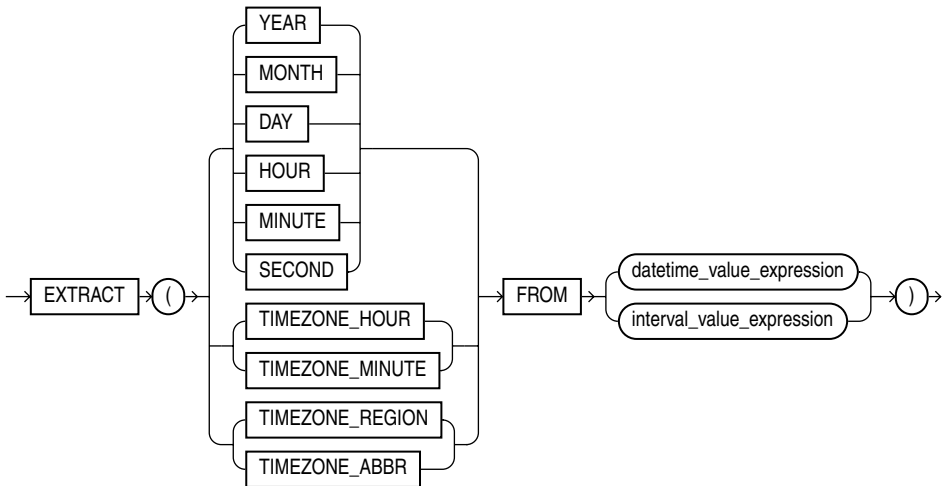 YEAR
MONTH
DAY
HOUR
MINUTE
SECOND
EXTRACT ( FROM datetime_value_expression )
interval_value_expression
TIMEZONE_HOUR
TIMEZONE_MINUTE
TIMEZONE_REGION
TIMEZONE_ABBR